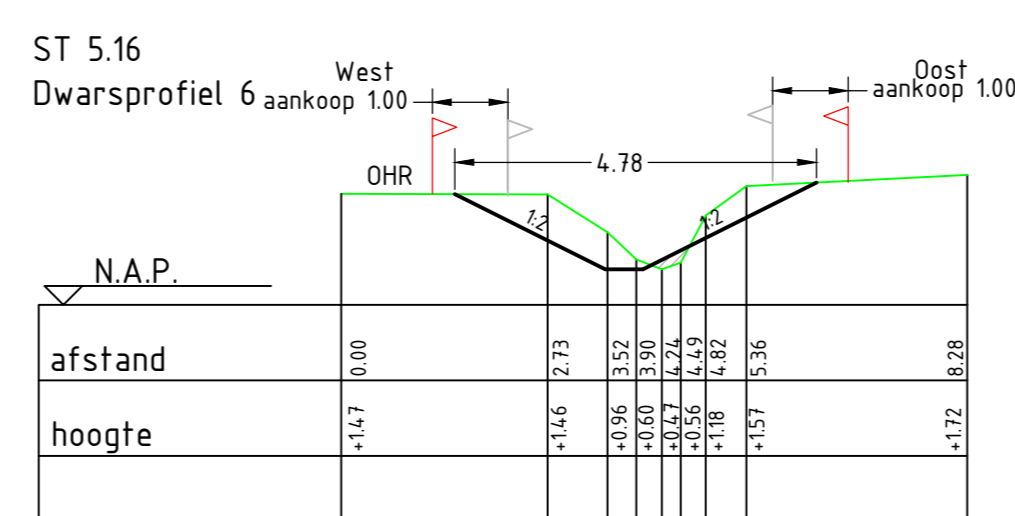 ST 5.16
Dwarsprofiel 6
West
aankoop 1.00
Oost
aankoop 1.00
4.78
OHR
1:2
1:2
N.A.P.
afstand 0.00 2.73 3.52 3.90 4.24 4.49 4.82 5.36 8.28
hoogte +1.47 +1.46 +0.96 +0.60 +0.47 +0.56 +1.18 +1.57 +1.72